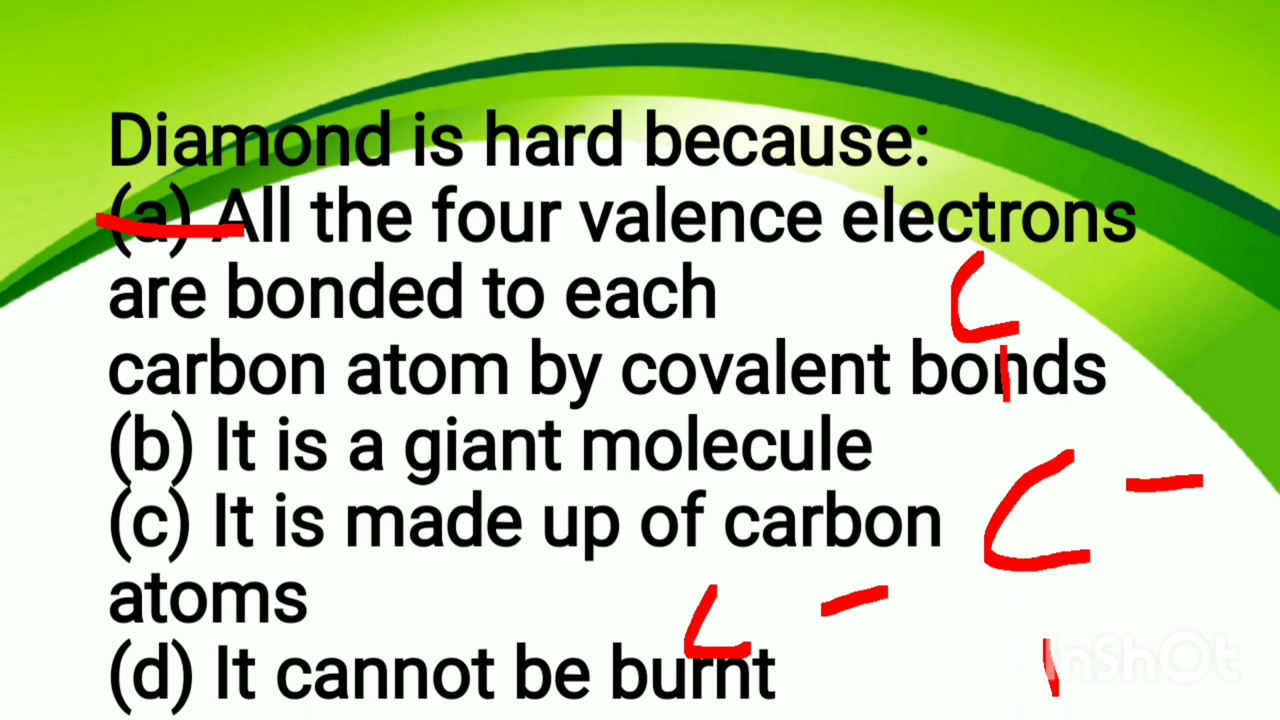 Diamond is hard because:
(a) All the four valence electrons
are bonded to each
carbon atom by covalent bonds
(b) It is a giant molecule
(c) It is made up of carbon
atoms
(d) It cannot be burnt
C
C
C
InShOt